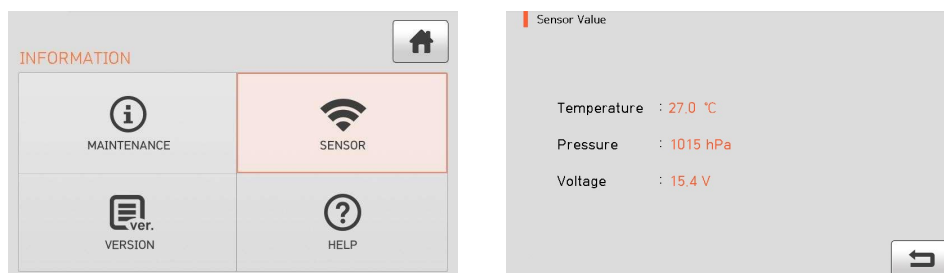 INFORMATION
MAINTENANCE
SENSOR
ver.
VERSION
HELP
Sensor Value
Temperature : 27.0 °C
Pressure : 1015 hPa
Voltage : 15.4 V